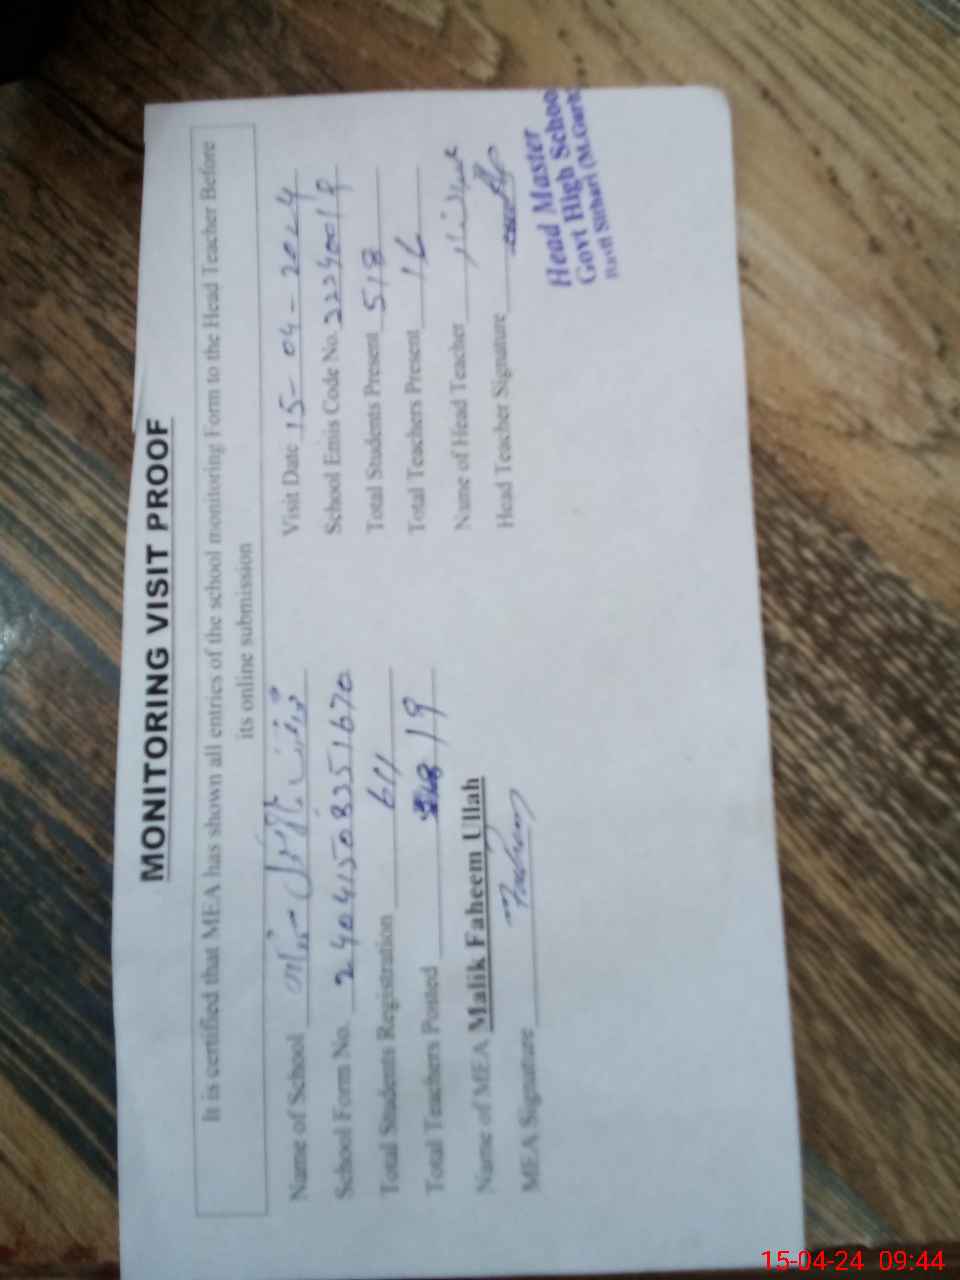 MONITORING VISIT PROOF
It is certified that MEA has shown all entries of the school monitoring Form to the Head Teacher Before
its online submission
Name of School
Visit Date 15-04-2024
School Form No. 24041508351670
School Emis Code No.
Total Students Registration 611
Total Students Present 518
Total Teachers Posted 19
Total Teachers Present 16
Name of MEA Malik Faheem Ullah
Name of Head Teacher
MEA Signature
Head Teacher Signature
Head Master
Govt High School
15-04-24 09:44